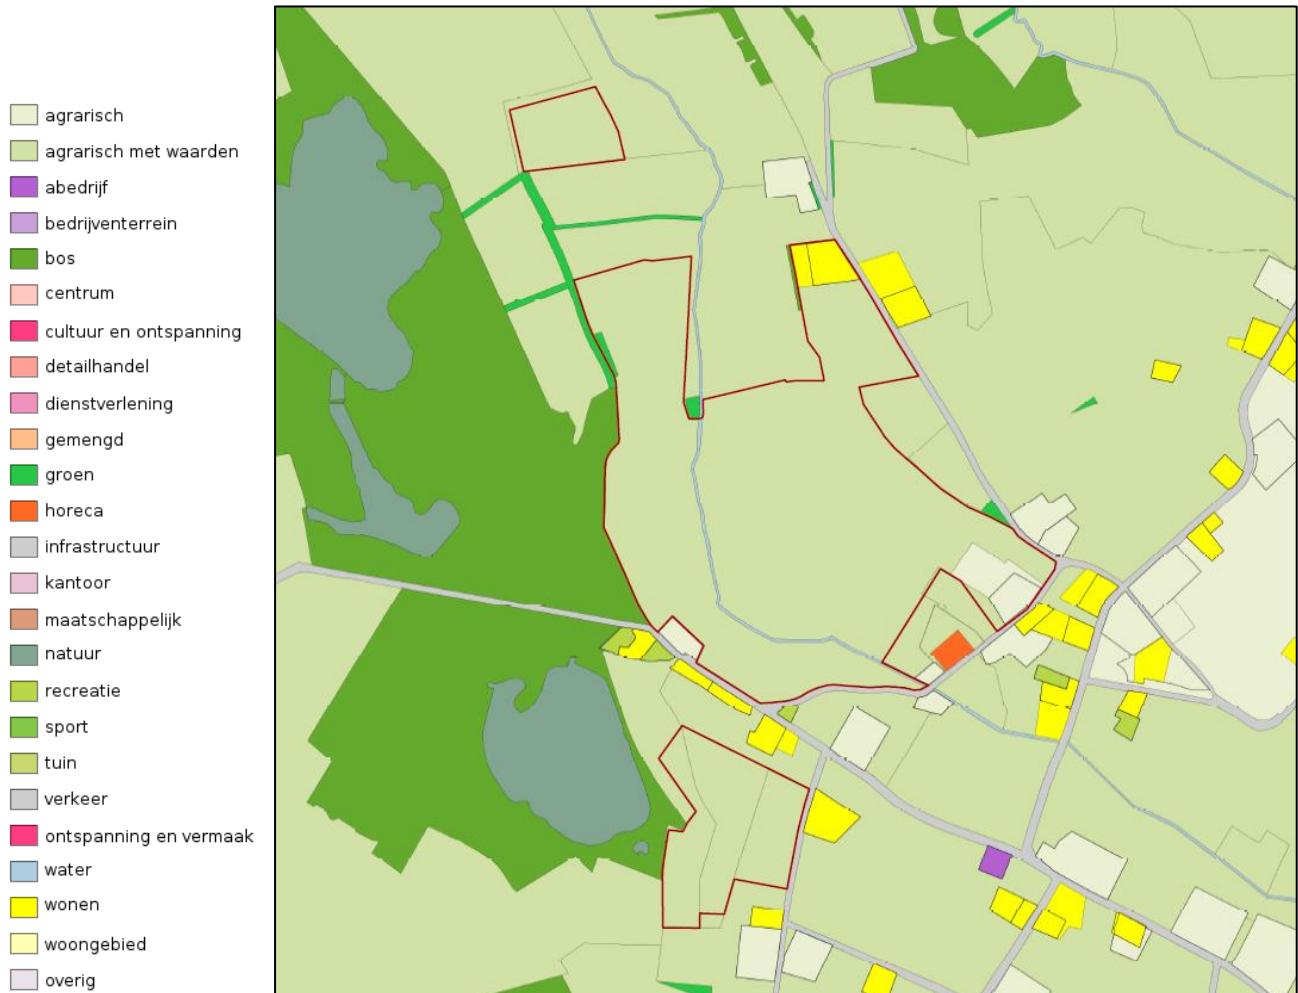 agrarisch
agrarisch met waarden
abedrijf
bedrijventerrein
bos
centrum
cultuur en ontspanning
detailhandel
dienstverlening
gemengd
groen
horeca
infrastructuur
kantoor
maatschappelijk
natuur
recreatie
sport
tuin
verkeer
ontspanning en vermaak
water
wonen
woongebied
overig